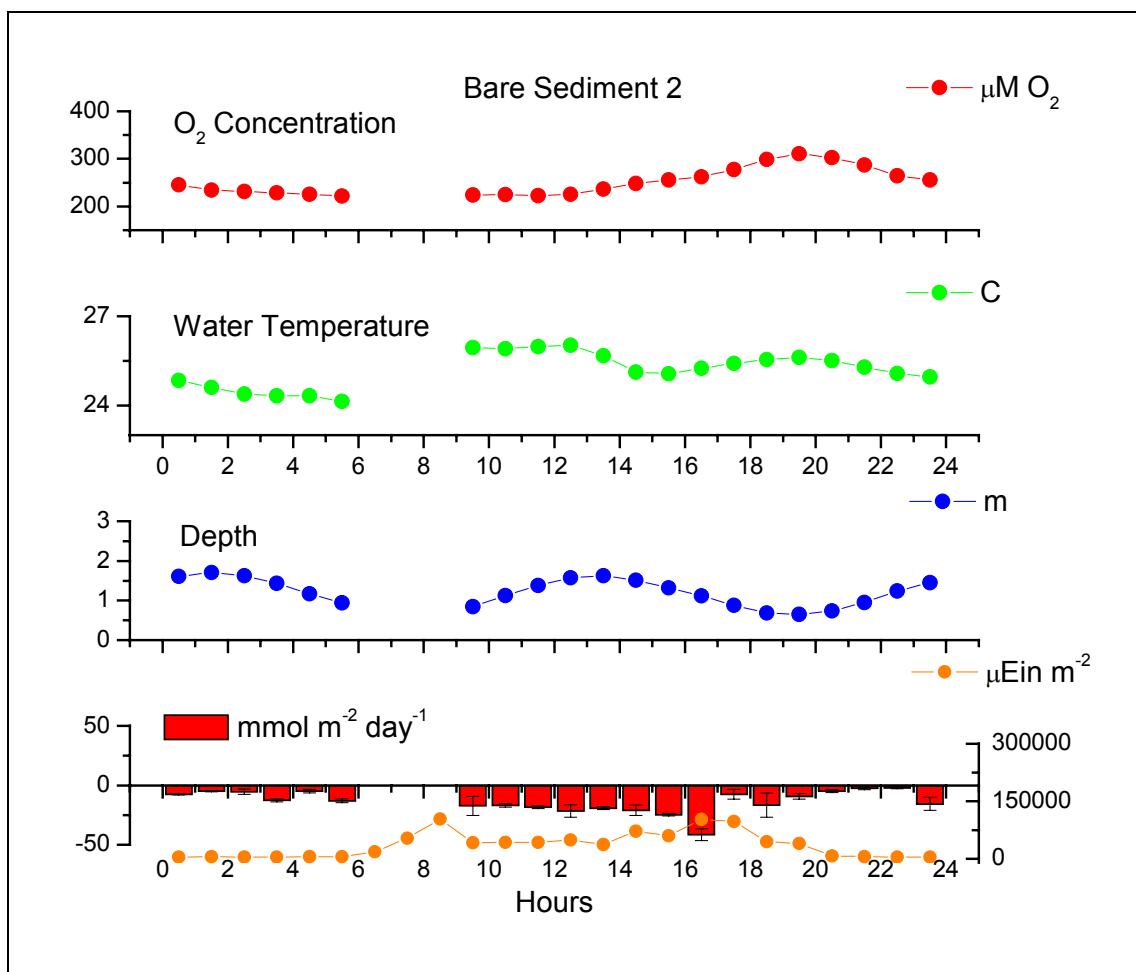 Bare Sediment 2
μM O₂
400
O₂ Concentration
300
200
C
27
Water Temperature
24
0 2 4 6 8 10 12 14 16 18 20 22 24
m
3
Depth
2
1
0
μEin m⁻²
50
mmol m⁻² day⁻¹
300000
0
150000
-50
0
0 2 4 6 8 10 12 14 16 18 20 22 24
Hours